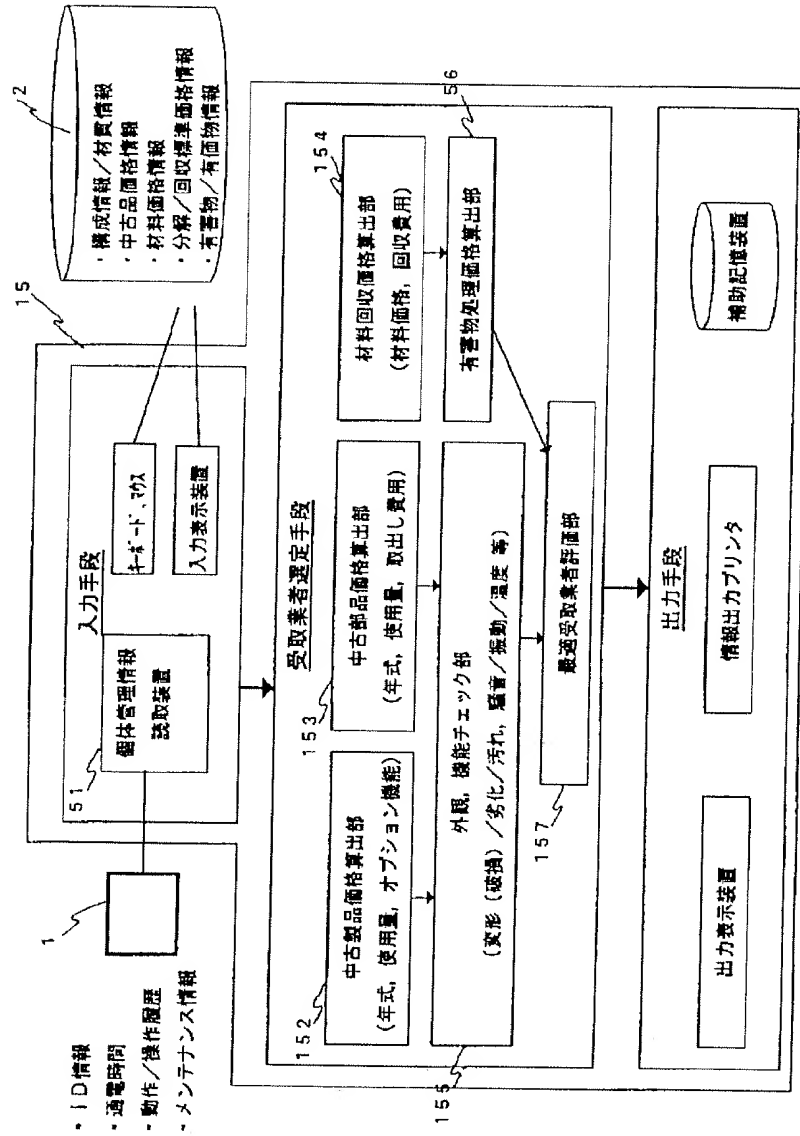 1
・ID情報
・通電時間
・動作/操作履歴
・メンテナンス情報
51
入力手段
個体管理情報
読取装置
キーボード、マウス
入力表示装置
15
2
・構成情報/材質情報
・中古品価格情報
・材料価格情報
・分解/回収標準価格情報
・有害物/有価物情報
受取業者選定手段
152
中古製品価格算出部
(年式, 使用量, オプション機能)
153
中古部品価格算出部
(年式, 使用量, 取出し費用)
154
材料回収価格算出部
(材料価格, 回収費用)
155
外観, 機能チェック部
(変形(破損)/劣化/汚れ, 騒音/振動/温度 等)
56
有害物処理価格算出部
157
最適受取業者評価部
出力手段
出力表示装置
情報出力プリンタ
補助記憶装置